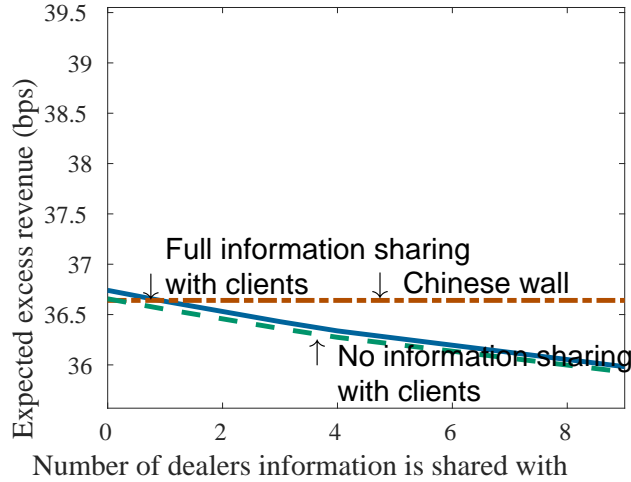 39.5
39
38.5
38
37.5
37
36.5
36
Expected excess revenue (bps)
Full information sharing
with clients
Chinese wall
No information sharing
with clients
0
2
4
6
8
Number of dealers information is shared with